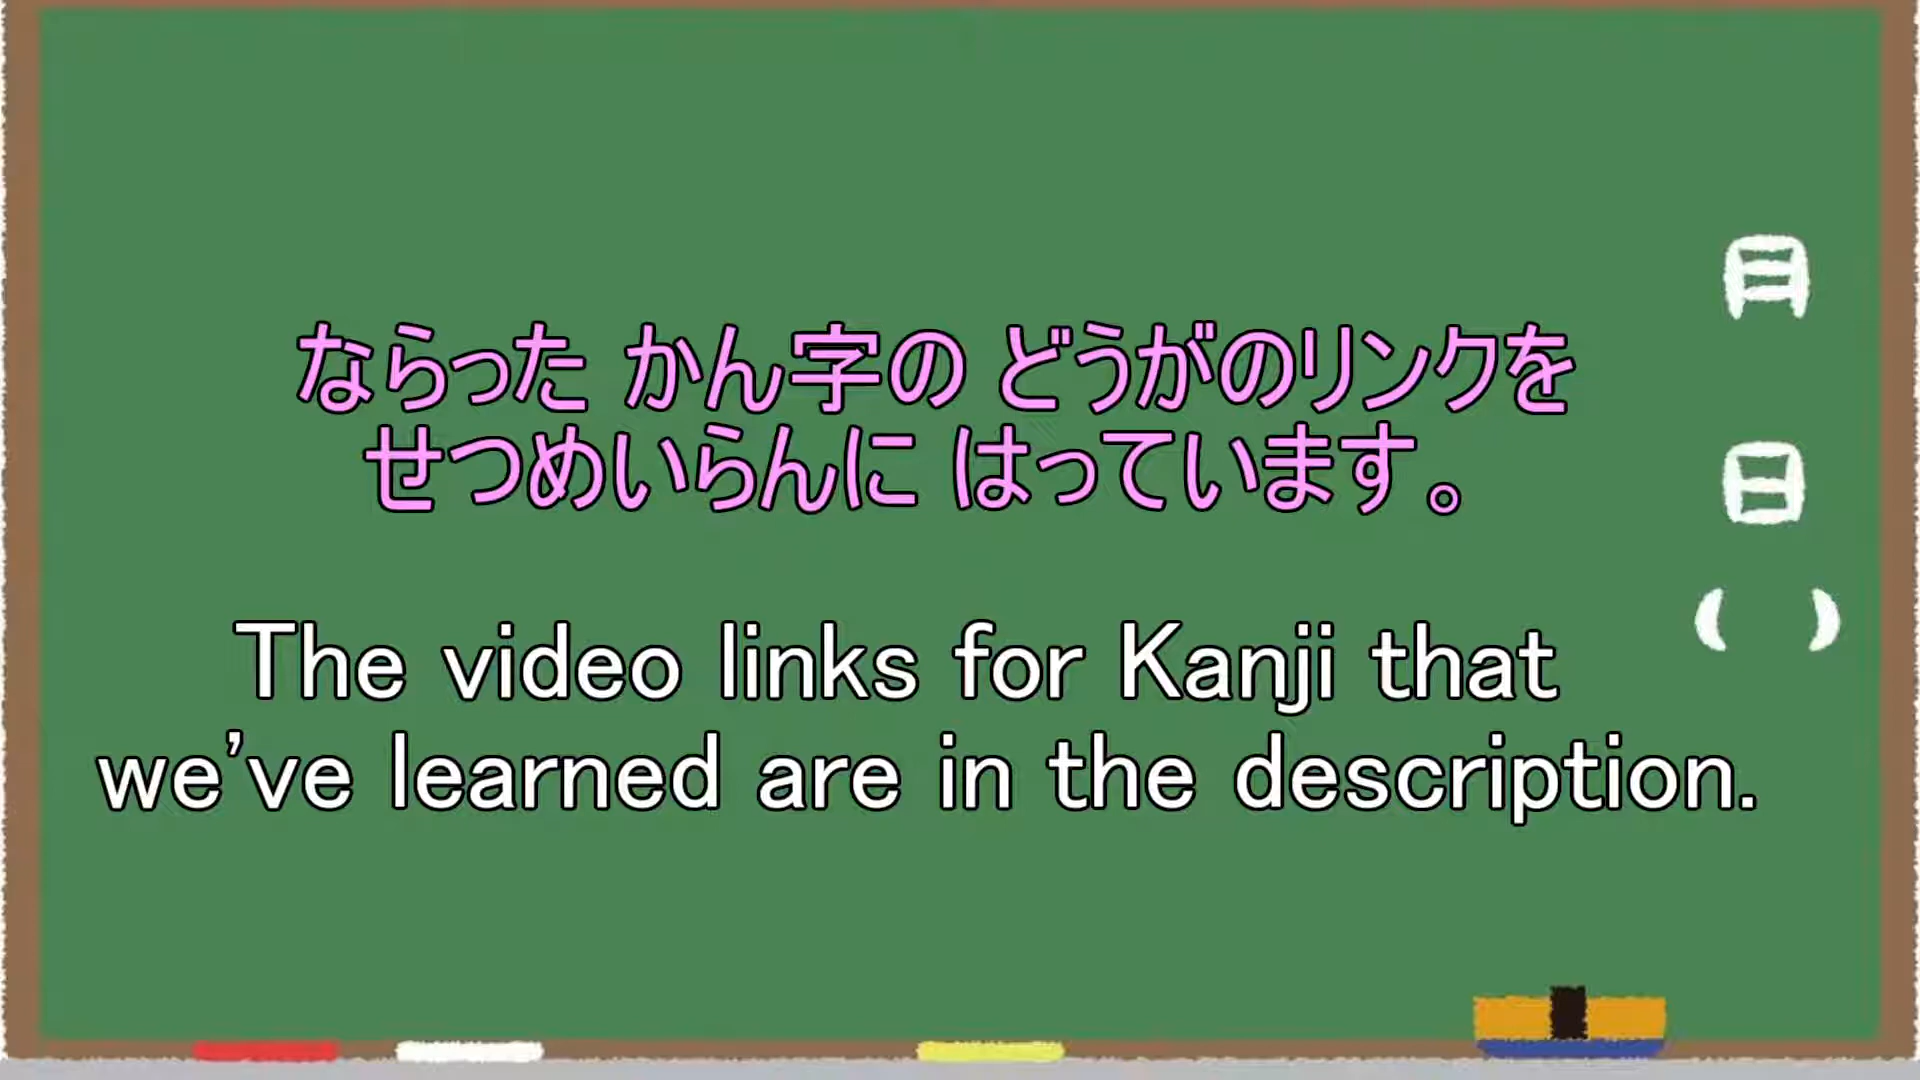 ならった かん字の どうがのリンクを
せつめいらんに はっています。
The video links for Kanji that
we've learned are in the description.
月
日
( )